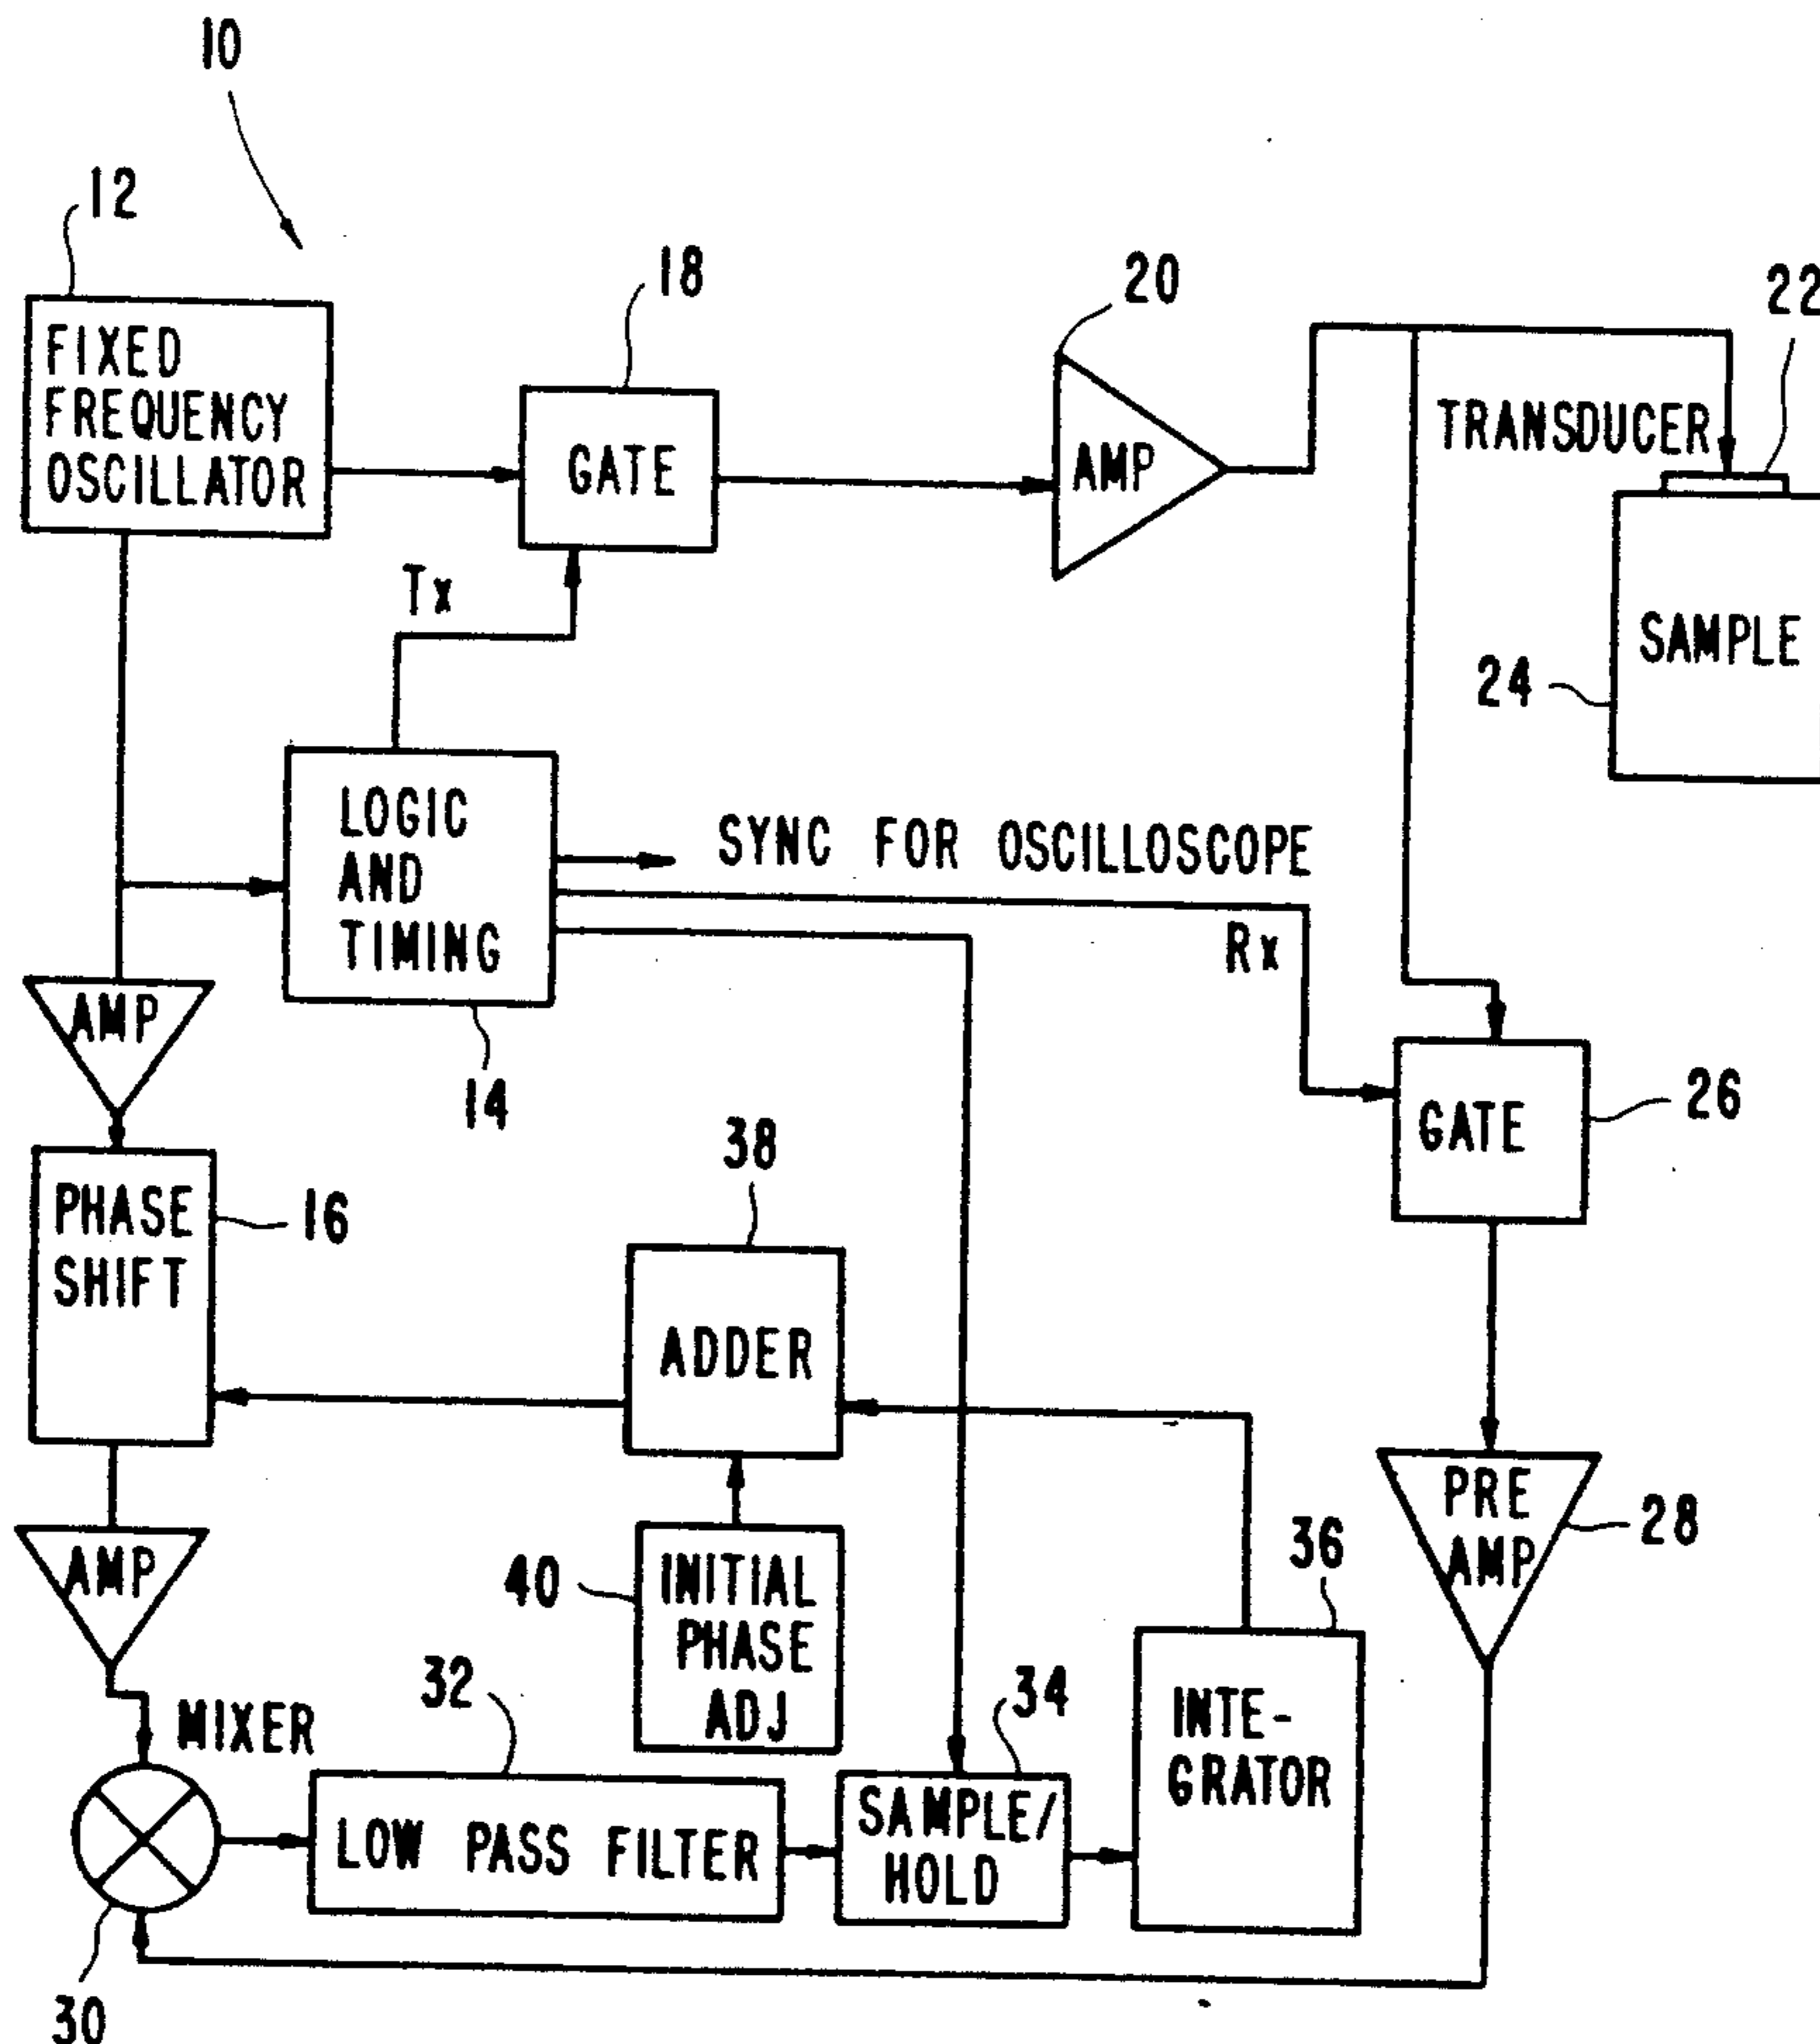 10
12
18
20
22
FIXED
FREQUENCY
OSCILLATOR
GATE
AMP
TRANSDUCER
Tx
SAMPLE
24
LOGIC
AND
TIMING
SYNC FOR OSCILLOSCOPE
Rx
AMP
14
GATE
26
38
PHASE
SHIFT
16
ADDER
PRE
AMP
28
36
AMP
40
INITIAL
PHASE
ADJ
32
34
MIXER
INTE-
GRATOR
LOW PASS FILTER
SAMPLE/
HOLD
30